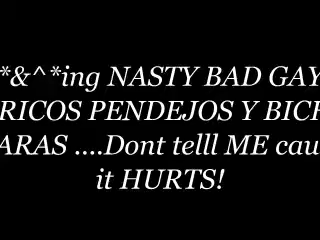 *&^*ing NASTY BAD GAY
RICOS PENDEJOS Y BICH
ARAS ....Dont telll ME cau
it HURTS!